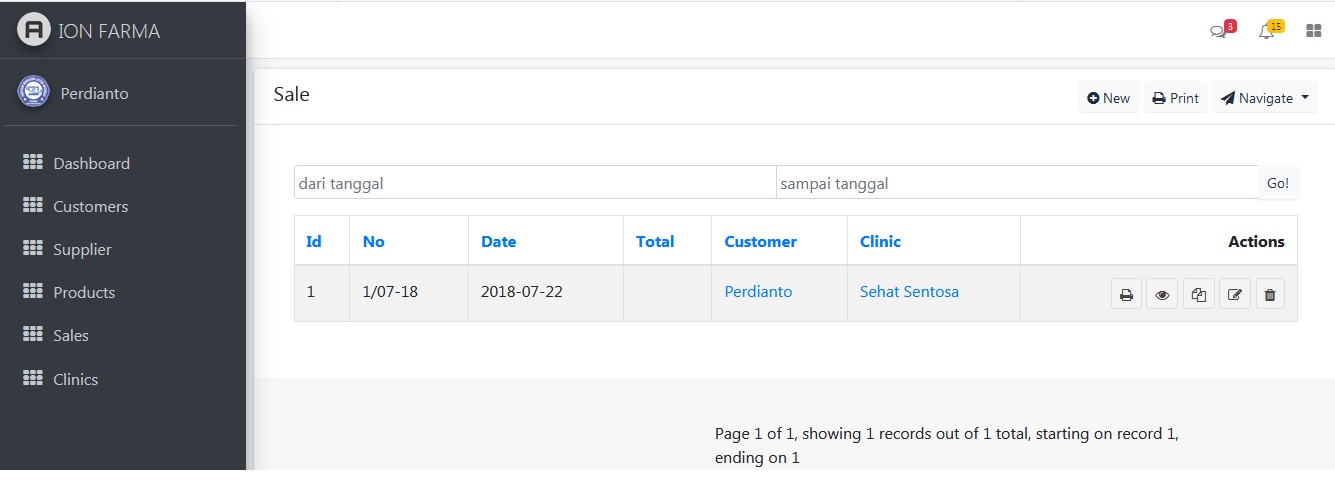 A ION FARMA
3
15
Perdianto
Sale
New
Print
Navigate
Dashboard
Customers
Supplier
Products
Sales
Clinics
dari tanggal
sampai tanggal
Go!
Id No Date Total Customer Clinic Actions
1 1/07-18 2018-07-22 Perdianto Sehat Sentosa
Page 1 of 1, showing 1 records out of 1 total, starting on record 1,
ending on 1